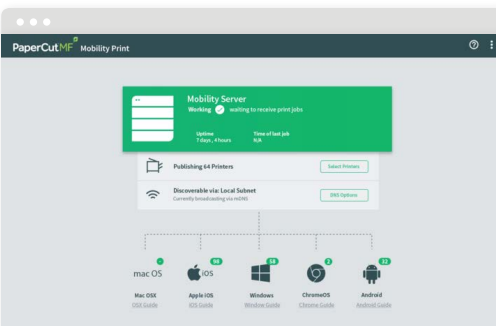 PaperCut MF Mobility Print
Mobility Server
Working waiting to receive print jobs
Uptime Time of last job
7 days, 4 hours N/A
Publishing 64 Printers Select Printers
Discoverable via: Local Subnet DNS Options
Currently broadcasting via mDNS
98 58 2 32
mac OS iOS
Mac OSX Apple iOS Windows ChromeOS Android
OSX Guide iOS Guide Window Guide Chrome Guide Android Guide